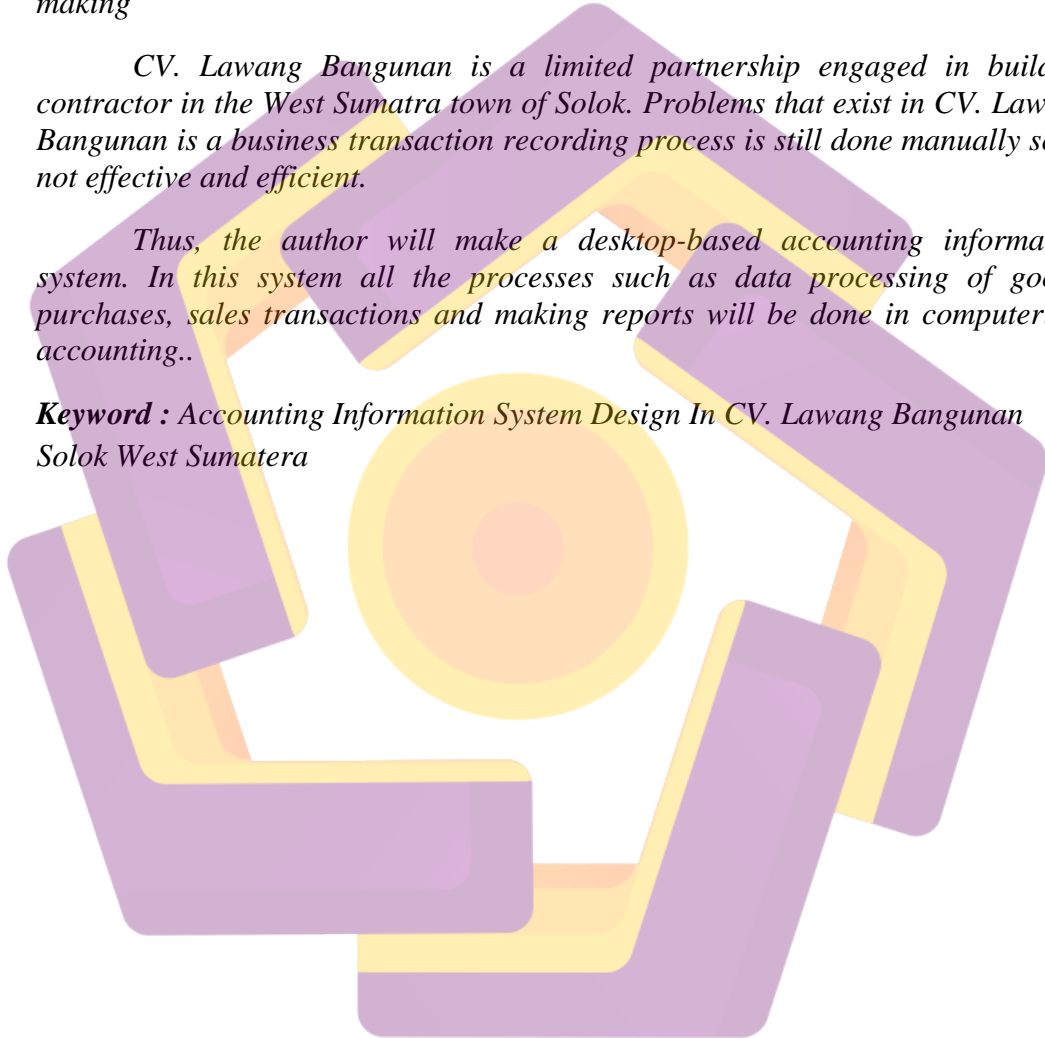 making
CV. Lawang Bangunan is a limited partnership engaged in build
contractor in the West Sumatra town of Solok. Problems that exist in CV. Law
Bangunan is a business transaction recording process is still done manually s
not effective and efficient.
Thus, the author will make a desktop-based accounting informa
system. In this system all the processes such as data processing of go
purchases, sales transactions and making reports will be done in computer
accounting..
Keyword : Accounting Information System Design In CV. Lawang Bangunan
Solok West Sumatera